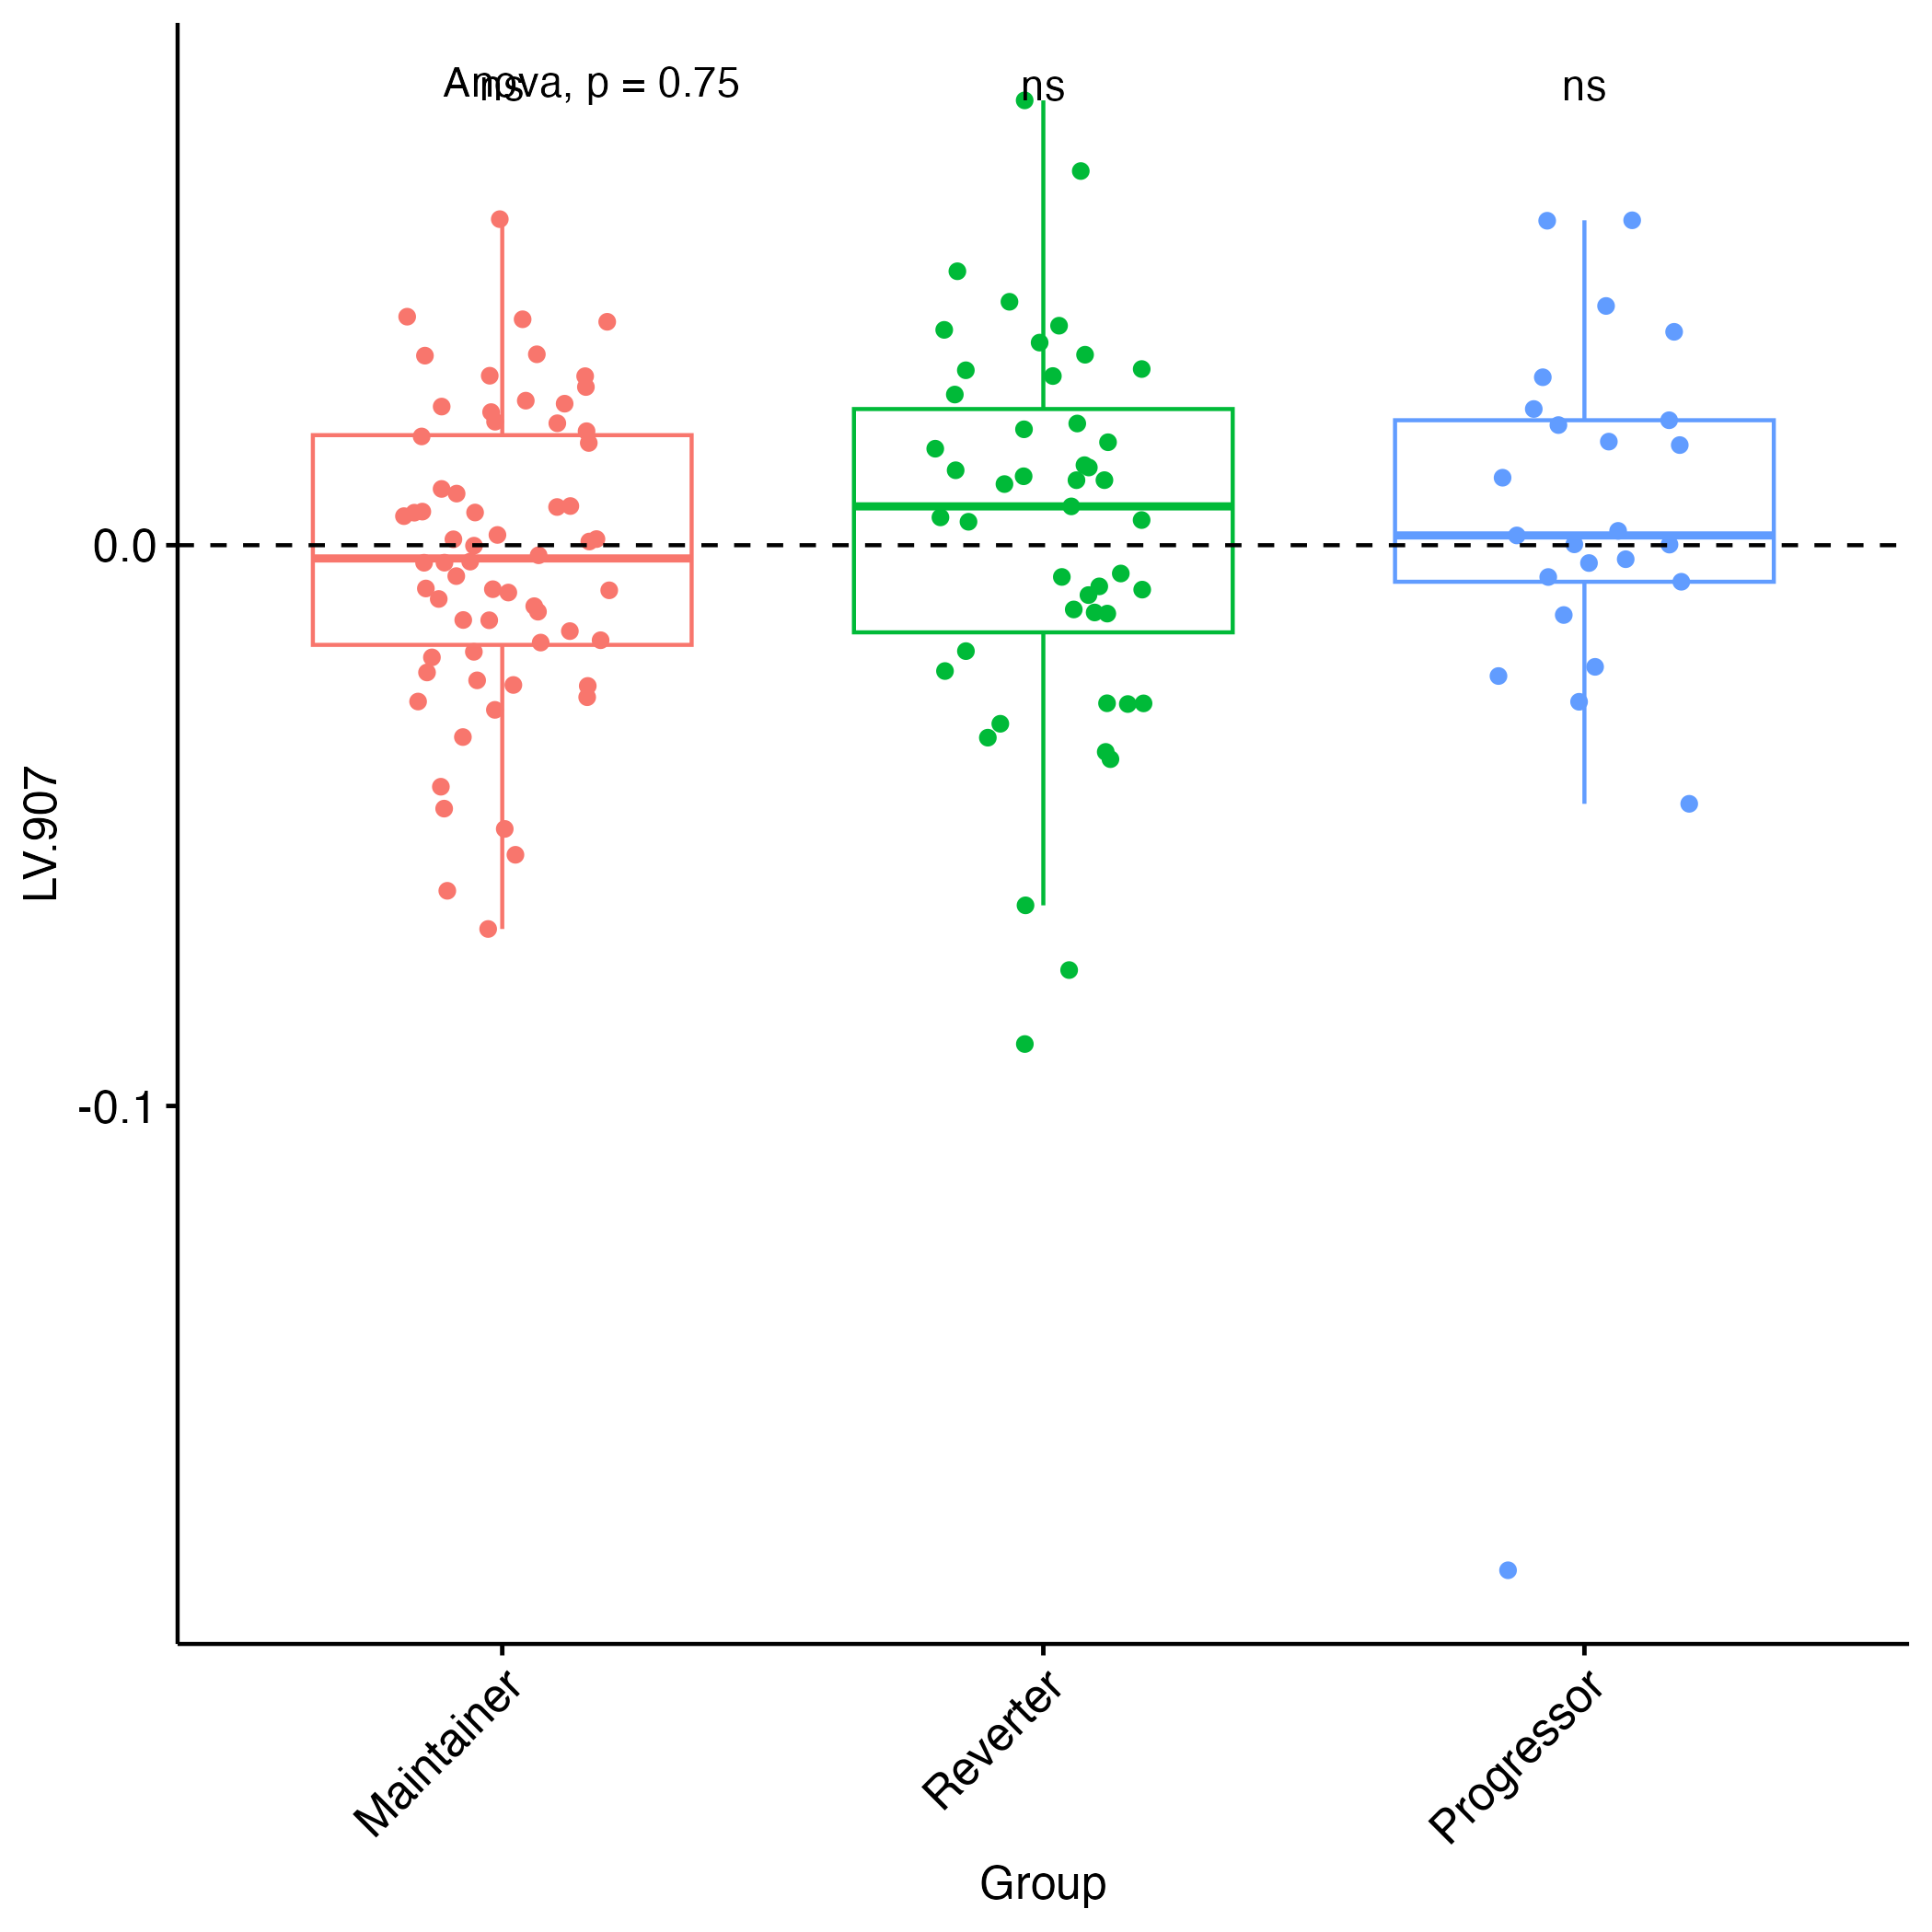 Anova, p = 0.75
ns
ns
ns
0.0
-0.1
LV.907
Maintainer
Reverter
Progressor
Group